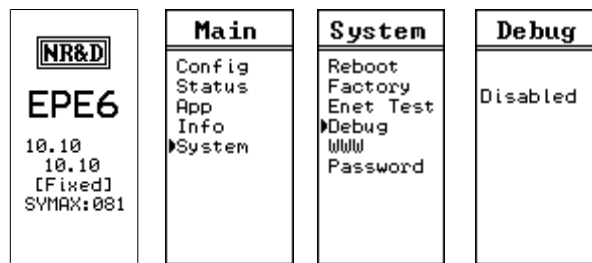 NR&D
EPE6
10.10
10.10
[Fixed]
SYMAX:081
Main
Config
Status
App
Info
System
System
Reboot
Factory
Enet Test
Debug
WWW
Password
Debug
Disabled